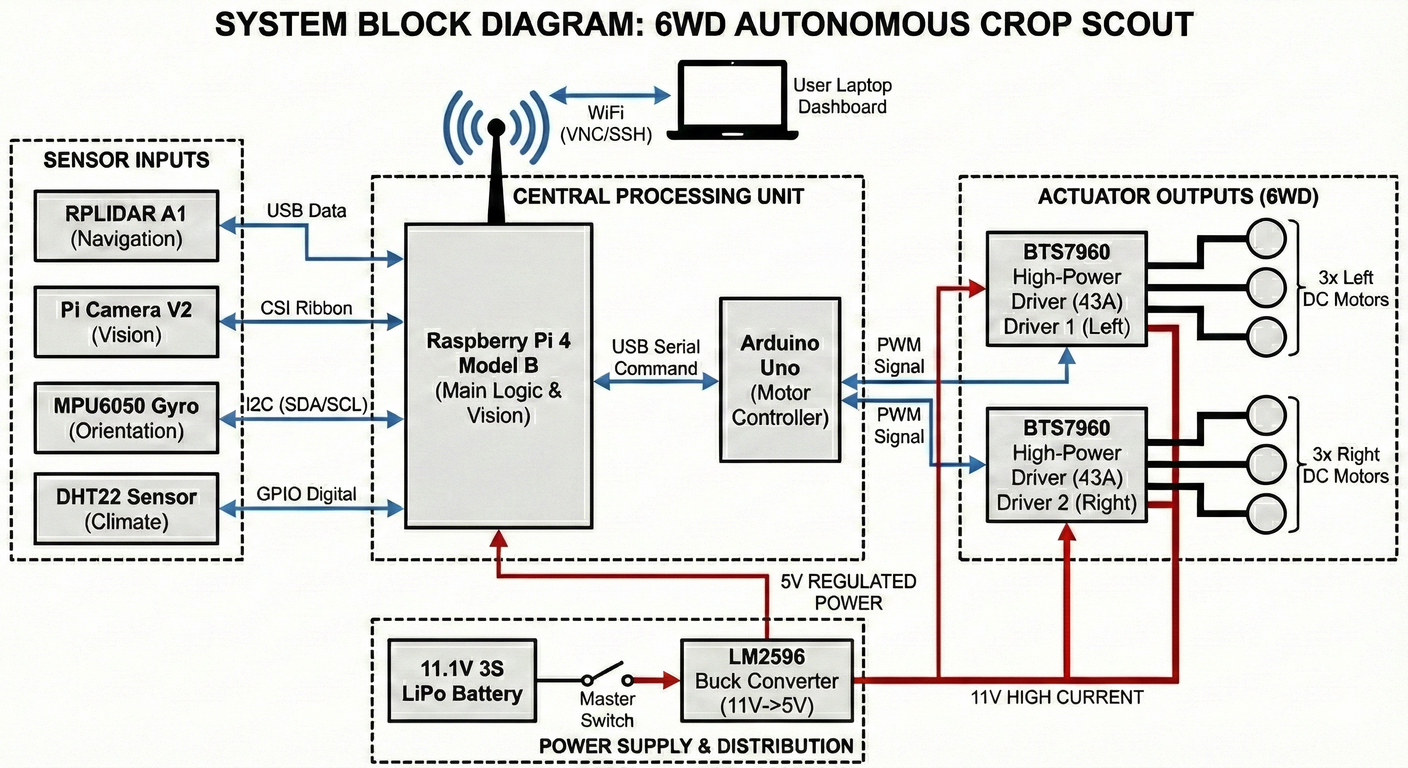 SYSTEM BLOCK DIAGRAM: 6WD AUTONOMOUS CROP SCOUT
User Laptop
Dashboard
WiFi
(VNC/SSH)
SENSOR INPUTS
RPLIDAR A1
(Navigation)
Pi Camera V2
(Vision)
MPU6050 Gyro
(Orientation)
DHT22 Sensor
(Climate)
USB Data
CSI Ribbon
I2C (SDA/SCL)
GPIO Digital
CENTRAL PROCESSING UNIT
Raspberry Pi 4
Model B
(Main Logic &
Vision)
USB Serial
Command
Arduino
Uno
(Motor
Controller)
PWM
Signal
PWM
Signal
ACTUATOR OUTPUTS (6WD)
BTS7960
High-Power
Driver (43A)
Driver 1 (Left)
3x Left
DC Motors
BTS7960
High-Power
Driver (43A)
Driver 2 (Right)
3x Right
DC Motors
5V REGULATED
POWER
11.1V 3S
LiPo Battery
Master
Switch
LM2596
Buck Converter
(11V->5V)
11V HIGH CURRENT
POWER SUPPLY & DISTRIBUTION